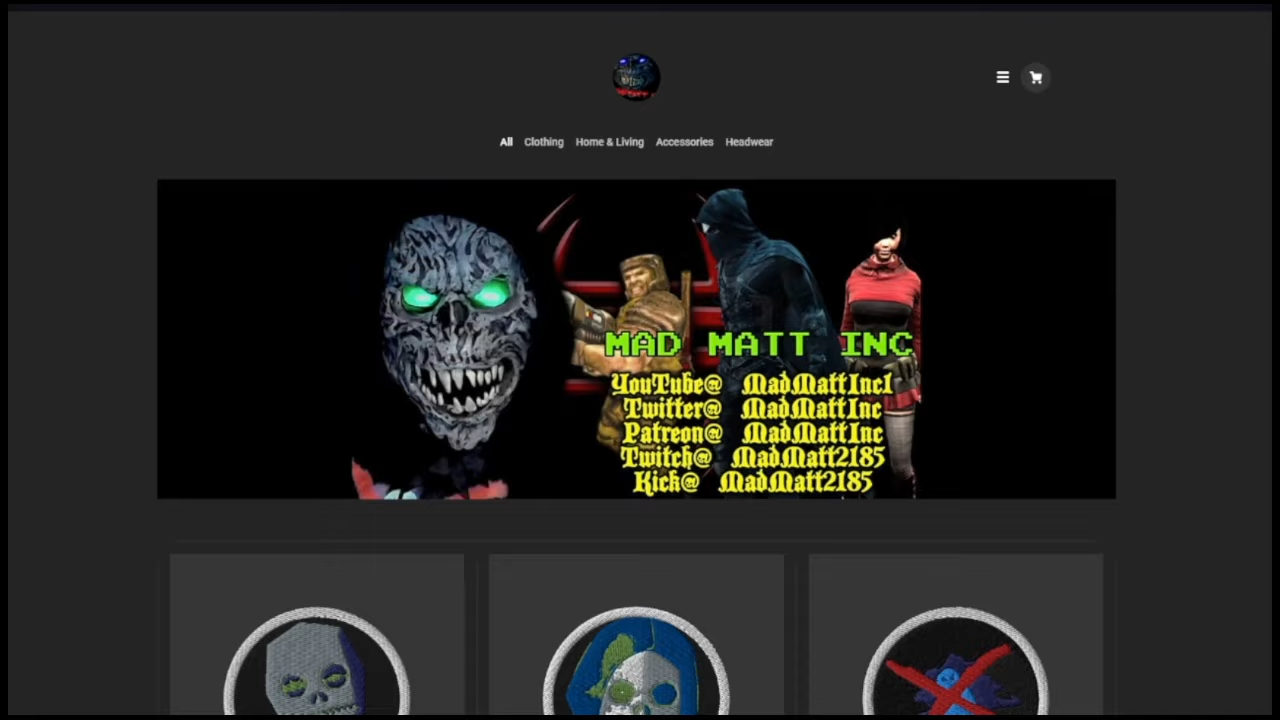 All Clothing Home & Living Accessories Headwear
MAD MATT INC
YouTube@ MadMattInc1
Twitter@ MadMattInc
Patreon@ MadMattInc
Twitch@ MadMatt2185
Kick@ MadMatt2185